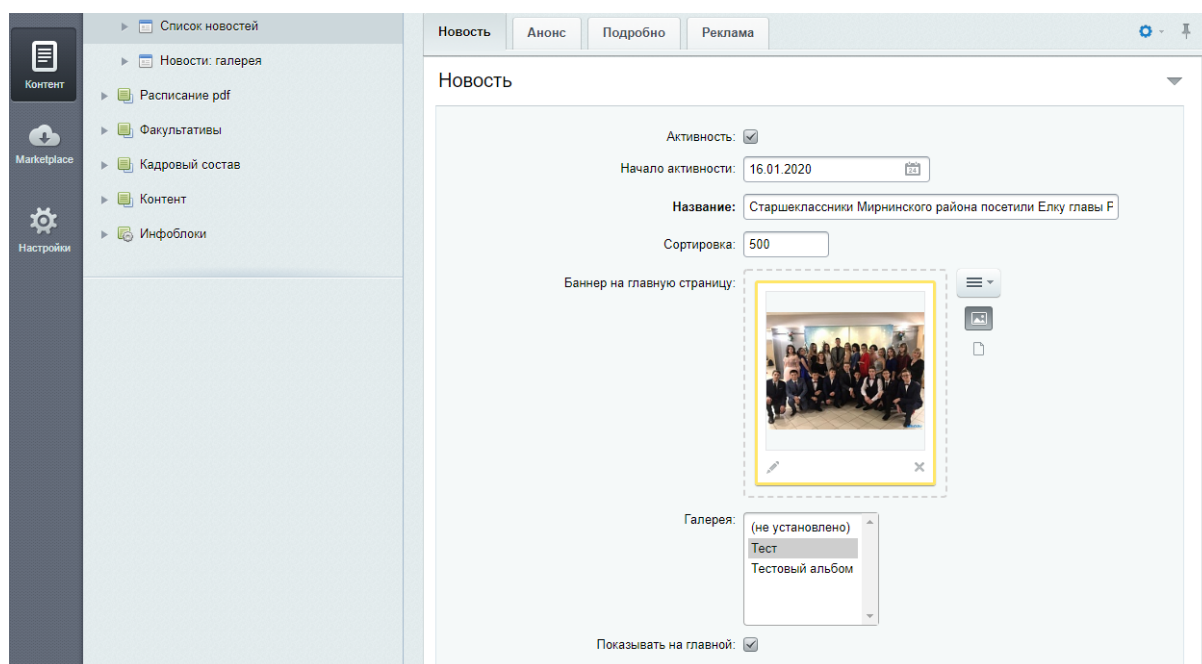 Контент
Marketplace
Настройки
Список новостей
Новости: галерея
Расписание pdf
Факультативы
Кадровый состав
Контент
Инфоблоки
Новость
Анонс
Подробно
Реклама
Новость
Активность:
Начало активности: 16.01.2020
24
Название: Старшеклассники Мирнинского района посетили Елку главы Р
Сортировка: 500
Баннер на главную страницу:
Галерея:
(не установлено)
Тест
Тестовый альбом
Показывать на главной: